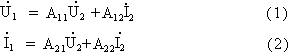 U̇₁ = A₁₁U̇₂ +A₁₂İ₂ (1)
İ₁ = A₂₁U̇₂+A₂₂İ₂ (2)